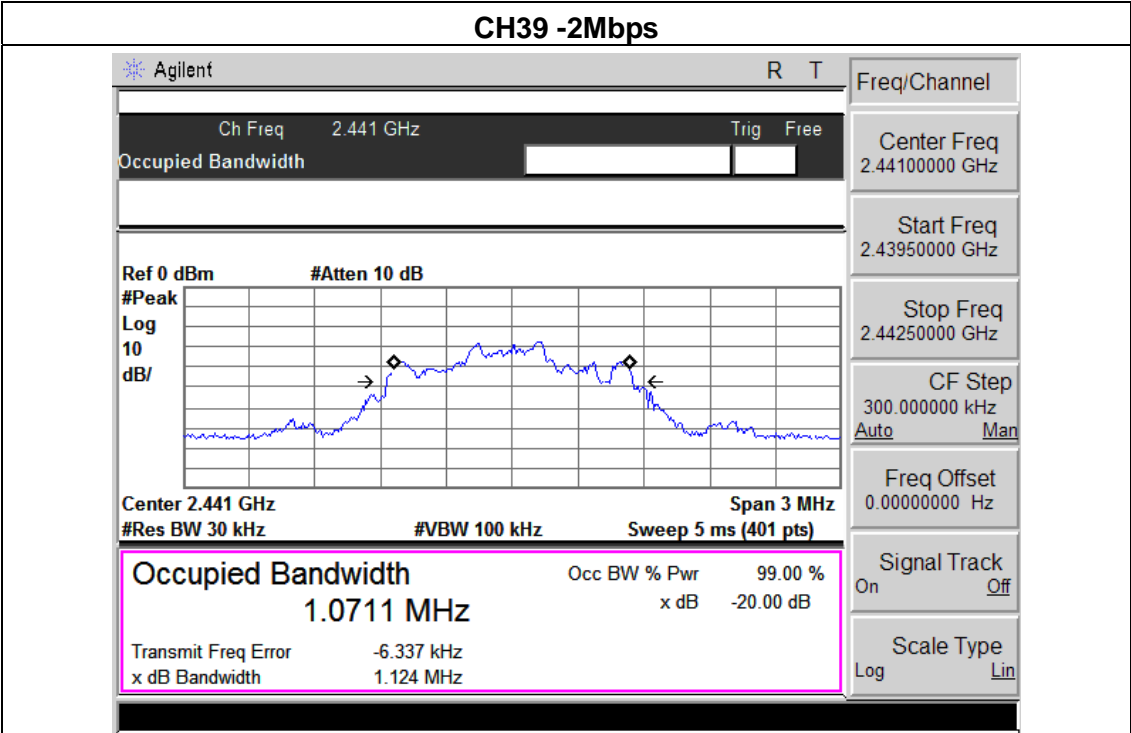 CH39 -2Mbps
Agilent R T
Freq/Channel
Ch Freq 2.441 GHz Trig Free
Occupied Bandwidth
Center Freq
2.44100000 GHz
Start Freq
2.43950000 GHz
Stop Freq
2.44250000 GHz
CF Step
300.000000 kHz
Auto Man
Freq Offset
0.00000000 Hz
Signal Track
On Off
Scale Type
Log Lin
Ref 0 dBm #Atten 10 dB
#Peak
Log
10
dB/
Center 2.441 GHz Span 3 MHz
#Res BW 30 kHz #VBW 100 kHz Sweep 5 ms (401 pts)
Occupied Bandwidth Occ BW % Pwr 99.00 %
1.0711 MHz x dB -20.00 dB
Transmit Freq Error -6.337 kHz
x dB Bandwidth 1.124 MHz